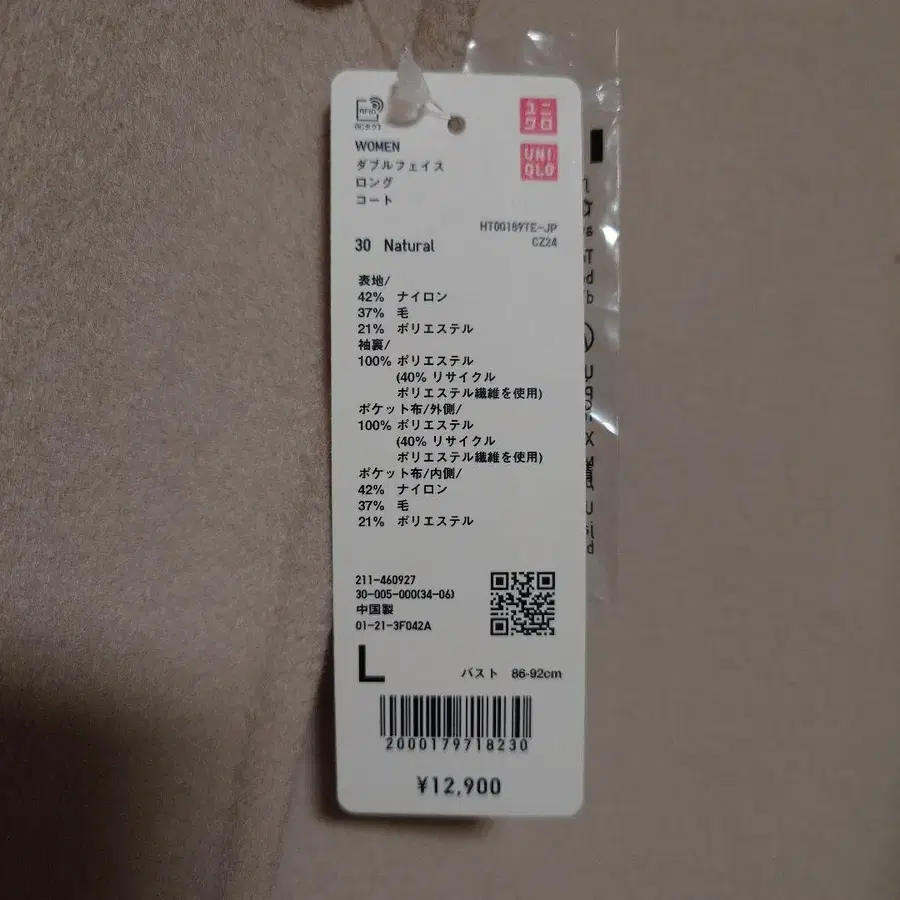 RFID
WOMEN
ダブルフェイス
ロング
コート
ユニ
クロ
UNI
QLO
HT00189TE-JP
CZ24
30 Natural
表地/
42% ナイロン
37% 毛
21% ポリエステル
袖裏/
100% ポリエステル
(40% リサイクル
ポリエステル繊維を使用)
ポケット布/外側/
100% ポリエステル
(40% リサイクル
ポリエステル繊維を使用)
ポケット布/内側/
42% ナイロン
37% 毛
21% ポリエステル
211-460927
30-005-000(34-06)
中国製
01-21-3F042A
L
バスト 86-92cm
2000179718230
¥12,900